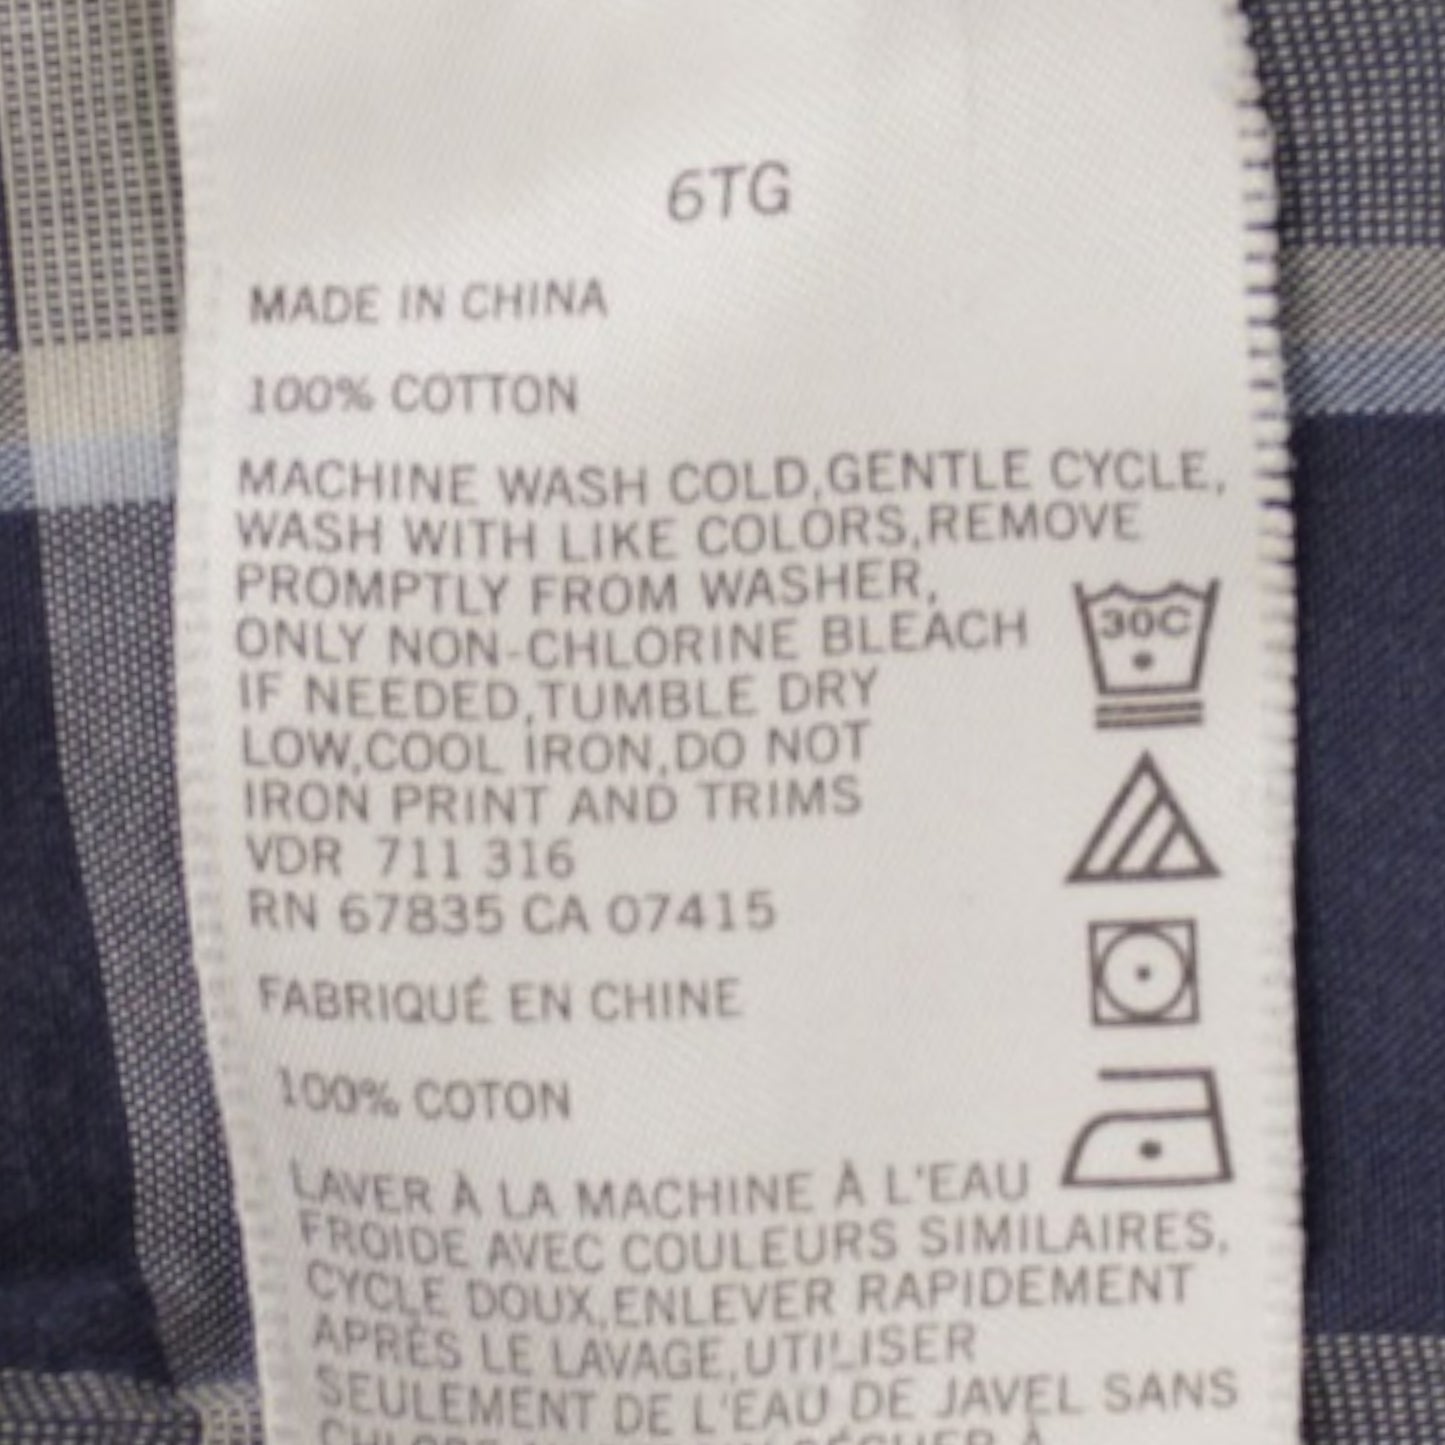 6TG
MADE IN CHINA
100% COTTON
MACHINE WASH COLD,GENTLE CYCLE,
WASH WITH LIKE COLORS,REMOVE
PROMPTLY FROM WASHER,
ONLY NON-CHLORINE BLEACH
IF NEEDED,TUMBLE DRY
LOW,COOL IRON,DO NOT
IRON PRINT AND TRIMS
VDR 711 316
RN 67835 CA 07415
30C
FABRIQUÉ EN CHINE
100% COTON
LAVER À LA MACHINE À L'EAU
FROIDE AVEC COULEURS SIMILAIRES,
CYCLE DOUX,ENLEVER RAPIDEMENT
APRÈS LE LAVAGE,UTILISER
SEULEMENT DE L'EAU DE JAVEL SANS